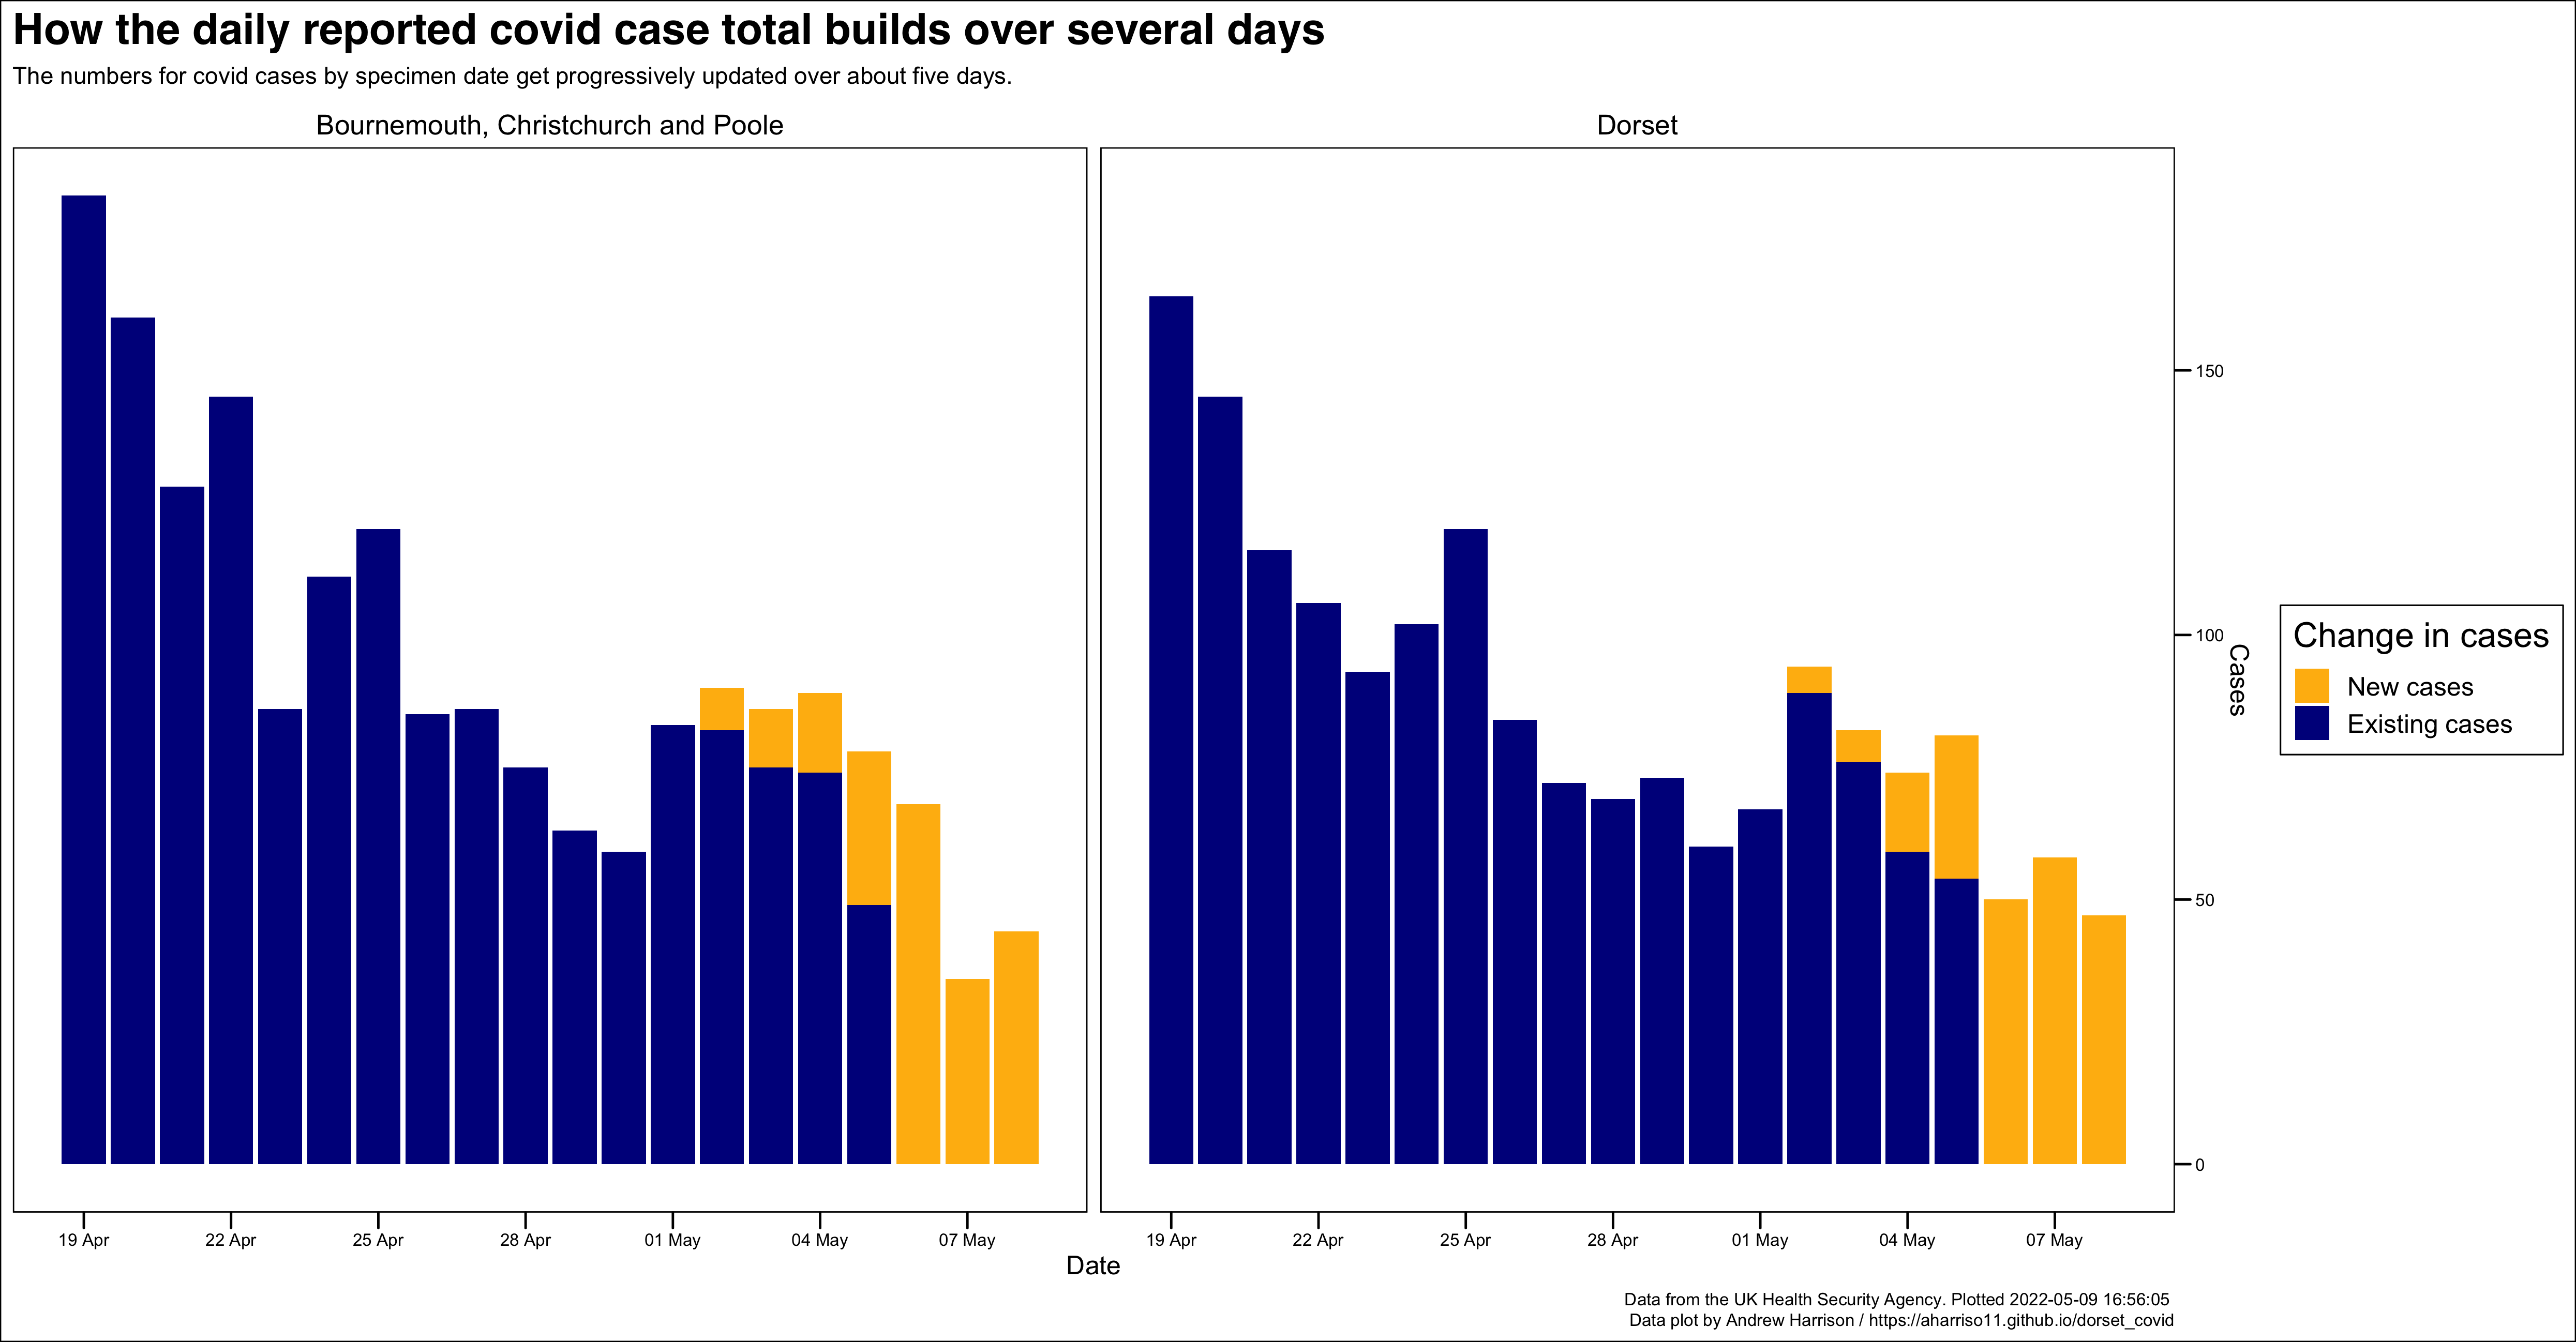 How the daily reported covid case total builds over several days
The numbers for covid cases by specimen date get progressively updated over about five days.
Bournemouth, Christchurch and Poole
Dorset
150
100
50
0
Cases
Change in cases
New cases
Existing cases
19 Apr 22 Apr 25 Apr 28 Apr 01 May 04 May 07 May
19 Apr 22 Apr 25 Apr 28 Apr 01 May 04 May 07 May
Date
Data from the UK Health Security Agency. Plotted 2022-05-09 16:56:05
Data plot by Andrew Harrison / https://aharriso11.github.io/dorset_covid